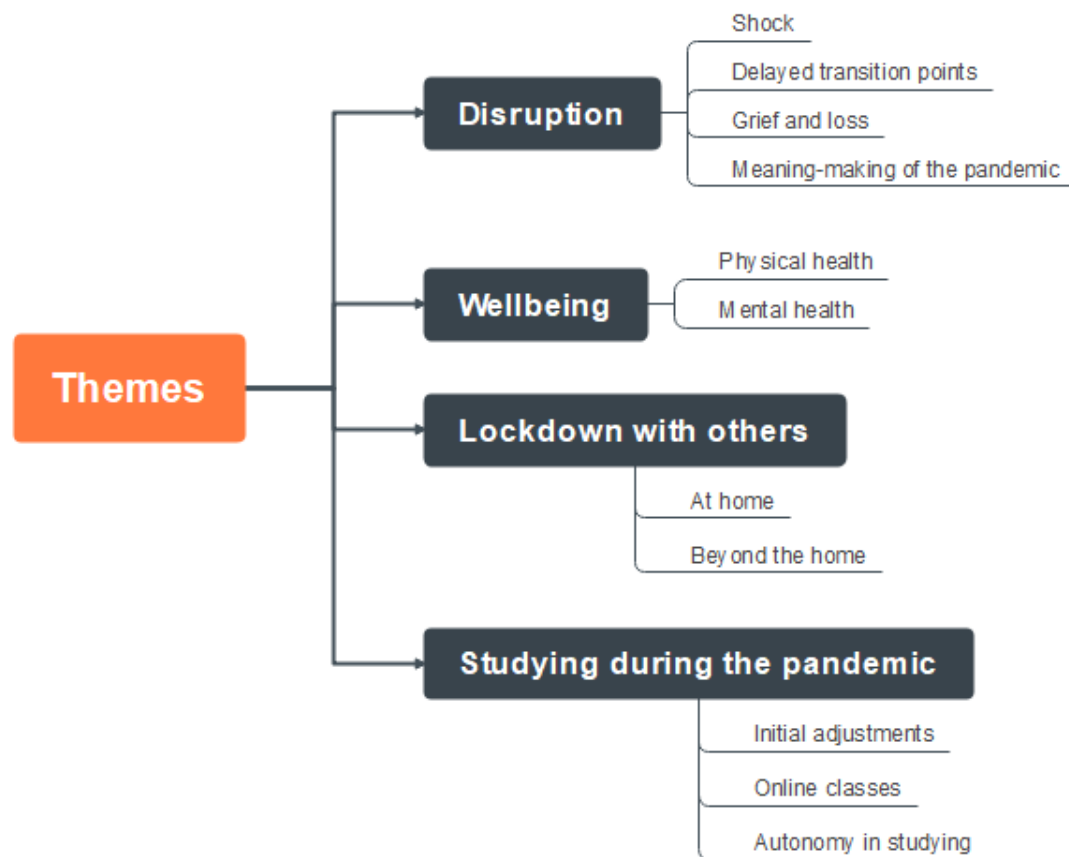 Themes
Disruption
Shock
Delayed transition points
Grief and loss
Meaning-making of the pandemic
Wellbeing
Physical health
Mental health
Lockdown with others
At home
Beyond the home
Studying during the pandemic
Initial adjustments
Online classes
Autonomy in studying